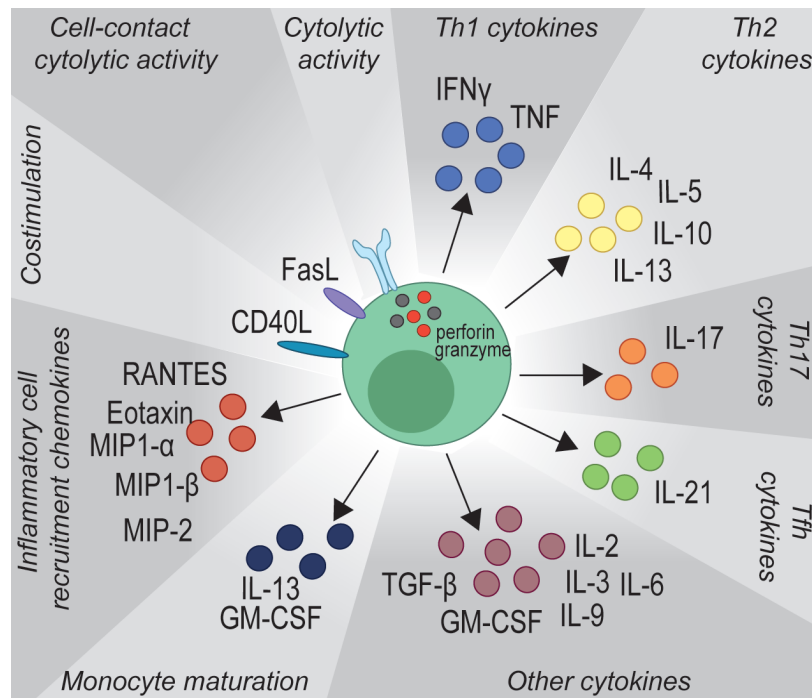 Cell-contact
cytolytic activity
Cytolytic
activity
Th1 cytokines
Th2
cytokines
IFNγ
TNF
IL-4
IL-5
IL-10
IL-13
Costimulation
FasL
CD40L
perforin
granzyme
IL-17
Th17
cytokines
RANTES
Eotaxin
MIP1-α
MIP1-β
MIP-2
Inflammatory cell
recruitment chemokines
IL-21
Tfh
cytokines
IL-13
GM-CSF
TGF-β
IL-2
IL-3
IL-6
GM-CSF
IL-9
Monocyte maturation
Other cytokines